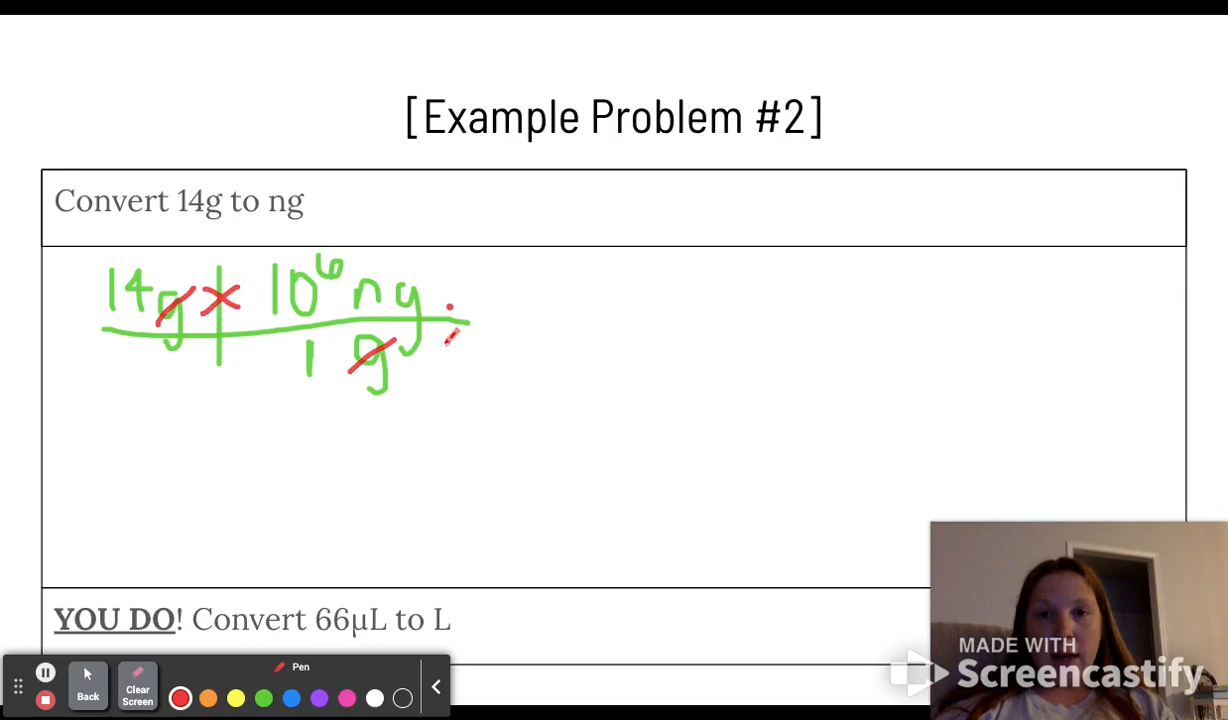 [Example Problem #2]
Convert 14g to ng
14g × 10⁶ ng
1 g
YOU DO! Convert 66µL to L
Pen
Back
Clear
Screen
MADE WITH
Screencastify